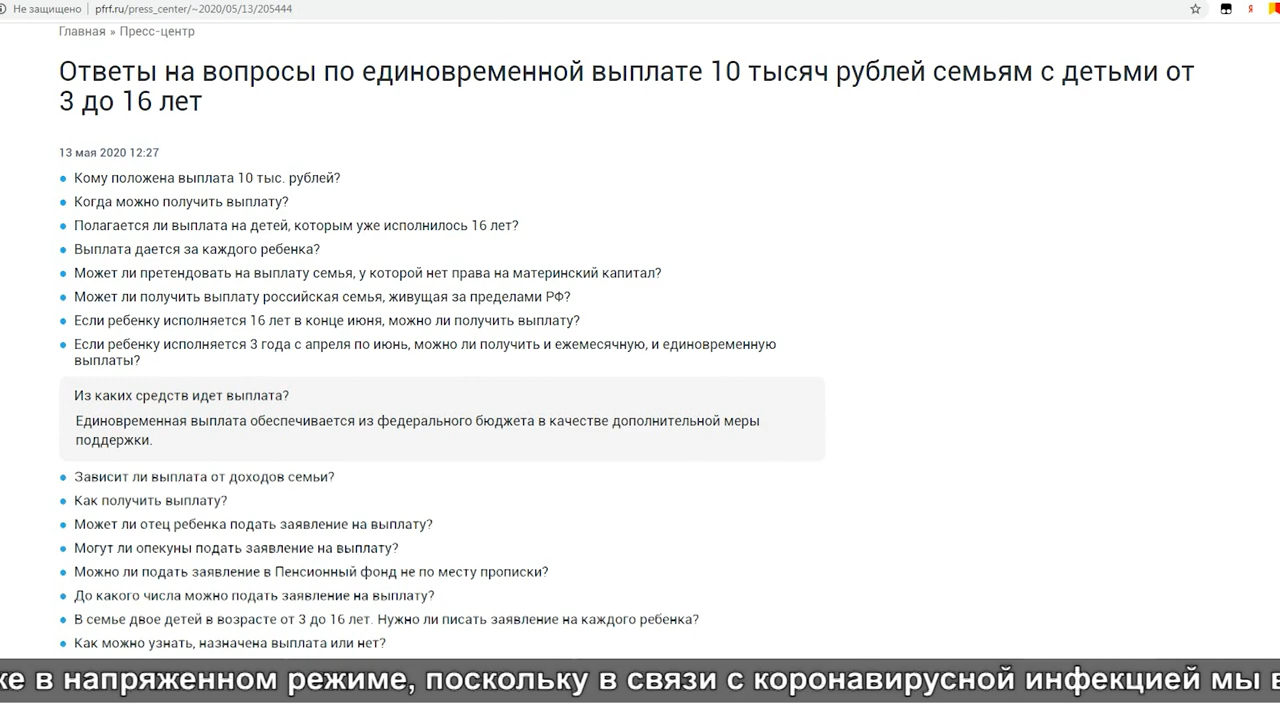 Не защищено | pfrf.ru/press_center/~2020/05/13/205444
Главная » Пресс-центр
Ответы на вопросы по единовременной выплате 10 тысяч рублей семьям с детьми от
3 до 16 лет
13 мая 2020 12:27
Кому положена выплата 10 тыс. рублей?
Когда можно получить выплату?
Полагается ли выплата на детей, которым уже исполнилось 16 лет?
Выплата дается за каждого ребенка?
Может ли претендовать на выплату семья, у которой нет права на материнский капитал?
Может ли получить выплату российская семья, живущая за пределами РФ?
Если ребенку исполняется 16 лет в конце июня, можно ли получить выплату?
Если ребенку исполняется 3 года с апреля по июнь, можно ли получить и ежемесячную, и единовременную
выплаты?
Из каких средств идет выплата?
Единовременная выплата обеспечивается из федерального бюджета в качестве дополнительной меры
поддержки.
Зависит ли выплата от доходов семьи?
Как получить выплату?
Может ли отец ребенка подать заявление на выплату?
Могут ли опекуны подать заявление на выплату?
Можно ли подать заявление в Пенсионный фонд не по месту прописки?
До какого числа можно подать заявление на выплату?
В семье двое детей в возрасте от 3 до 16 лет. Нужно ли писать заявление на каждого ребенка?
Как можно узнать, назначена выплата или нет?
же в напряженном режиме, поскольку в связи с коронавирусной инфекцией мы в